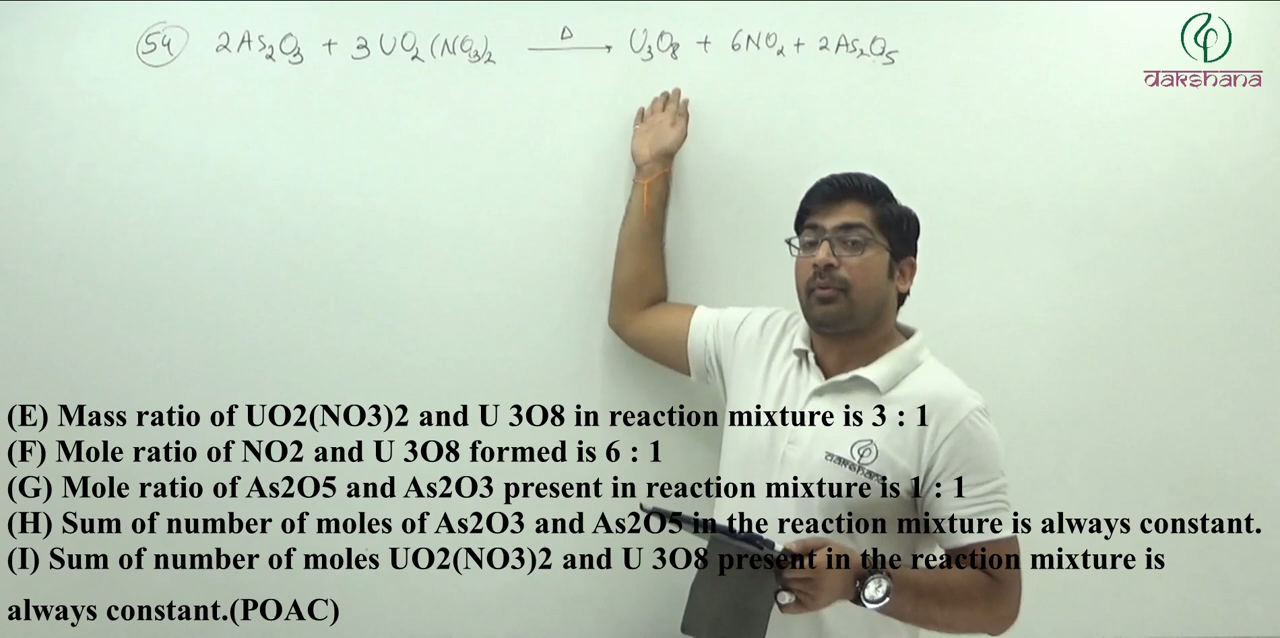 54 2As₂O₃ + 3UO₂(NO₃)₂ —Δ→ U₃O₈ + 6NO₂ + 2As₂O₅
dakshana
dakshana
(E) Mass ratio of UO2(NO3)2 and U 3O8 in reaction mixture is 3 : 1
(F) Mole ratio of NO2 and U 3O8 formed is 6 : 1
(G) Mole ratio of As2O5 and As2O3 present in reaction mixture is 1 : 1
(H) Sum of number of moles of As2O3 and As2O5 in the reaction mixture is always constant.
(I) Sum of number of moles UO2(NO3)2 and U 3O8 present in the reaction mixture is
always constant.(POAC)